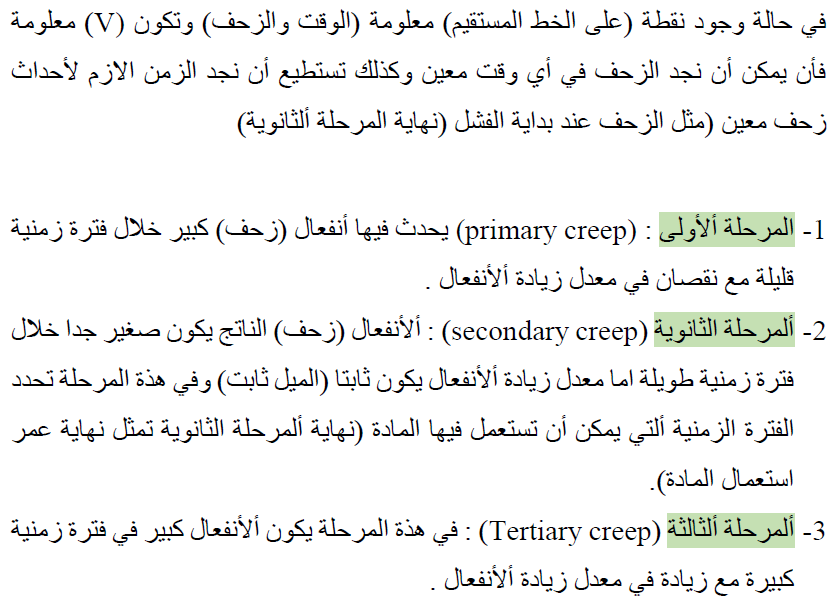 في حالة وجود نقطة (على الخط المستقيم) معلومة (الوقت والزحف) وتكون (V) معلومة
فأن يمكن أن نجد الزحف في أي وقت معين وكذلك تستطيع أن نجد الزمن الازم لأحداث
زحف معين (مثل الزحف عند بداية الفشل (نهاية المرحلة ألثانوية)
1- المرحلة ألأولى : (primary creep) يحدث فيها أنفعال (زحف) كبير خلال فترة زمنية
قليلة مع نقصان في معدل زيادة ألأنفعال .
2- ألمرحلة الثانوية (secondary creep) : ألأنفعال (زحف) الناتج يكون صغير جدا خلال
فترة زمنية طويلة اما معدل زيادة ألأنفعال يكون ثابتا (الميل ثابت) وفي هذة المرحلة تحدد
الفترة الزمنية ألتي يمكن أن تستعمل فيها المادة (نهاية ألمرحلة الثانوية تمثل نهاية عمر
استعمال المادة).
3- ألمرحلة ألثالثة (Tertiary creep) : في هذة المرحلة يكون ألأنفعال كبير في فترة زمنية
كبيرة مع زيادة في معدل زيادة ألأنفعال .